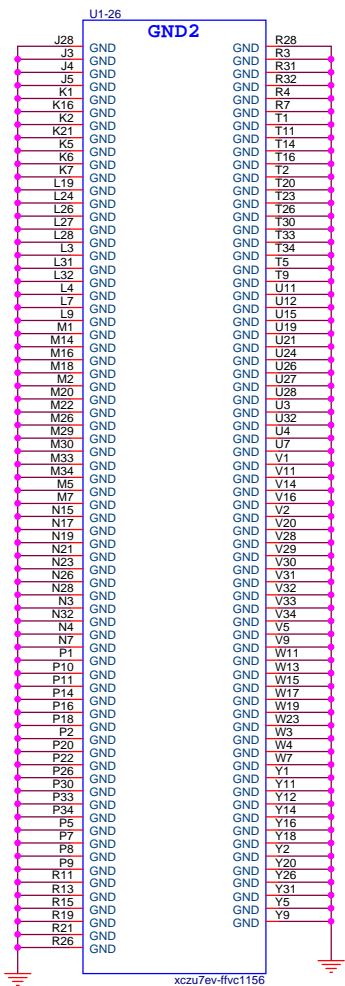 U1-26
GND2
J28 GND GND R28
J3 GND GND R3
J4 GND GND R31
J5 GND GND R32
K1 GND GND R4
K16 GND GND R7
K2 GND GND T1
K21 GND GND T11
K5 GND GND T14
K6 GND GND T16
K7 GND GND T2
L19 GND GND T20
L24 GND GND T23
L26 GND GND T26
L27 GND GND T30
L28 GND GND T33
L3 GND GND T34
L31 GND GND T5
L32 GND GND T9
L4 GND GND U11
L7 GND GND U12
L9 GND GND U15
M1 GND GND U19
M14 GND GND U21
M16 GND GND U24
M18 GND GND U26
M2 GND GND U27
M20 GND GND U28
M22 GND GND U3
M26 GND GND U32
M29 GND GND U4
M30 GND GND U7
M33 GND GND V1
M34 GND GND V11
M5 GND GND V14
M7 GND GND V16
N15 GND GND V2
N17 GND GND V20
N19 GND GND V28
N21 GND GND V29
N23 GND GND V30
N26 GND GND V31
N28 GND GND V32
N3 GND GND V33
N32 GND GND V34
N4 GND GND V5
N7 GND GND V9
P1 GND GND W11
P10 GND GND W13
P11 GND GND W15
P14 GND GND W17
P16 GND GND W19
P18 GND GND W23
P2 GND GND W3
P20 GND GND W4
P22 GND GND W7
P26 GND GND Y1
P30 GND GND Y11
P33 GND GND Y12
P34 GND GND Y14
P5 GND GND Y16
P7 GND GND Y18
P8 GND GND Y2
P9 GND GND Y20
R11 GND GND Y26
R13 GND GND Y31
R15 GND GND Y5
R19 GND GND Y9
R21 GND
R26 GND
xczu7ev-ffvc1156